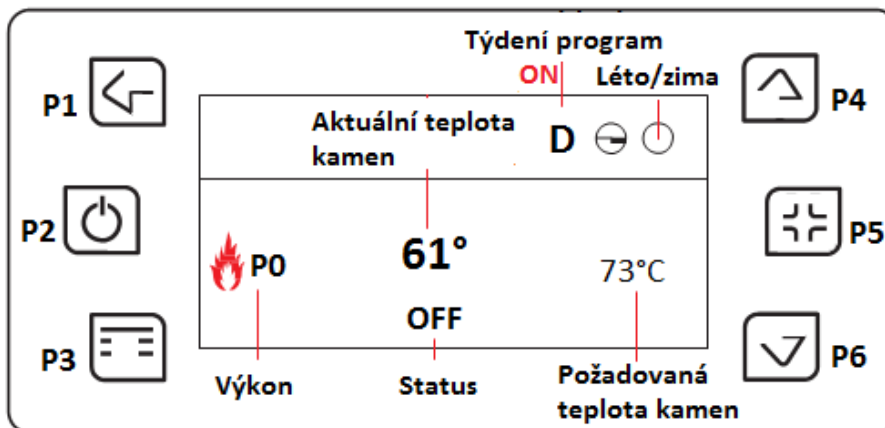 Týdení program
ON
Léto/zima
P1
P4
Aktuální teplota
kamen
D
P2
P5
P0
61°
73°C
OFF
P3
P6
Výkon
Status
Požadovaná
teplota kamen